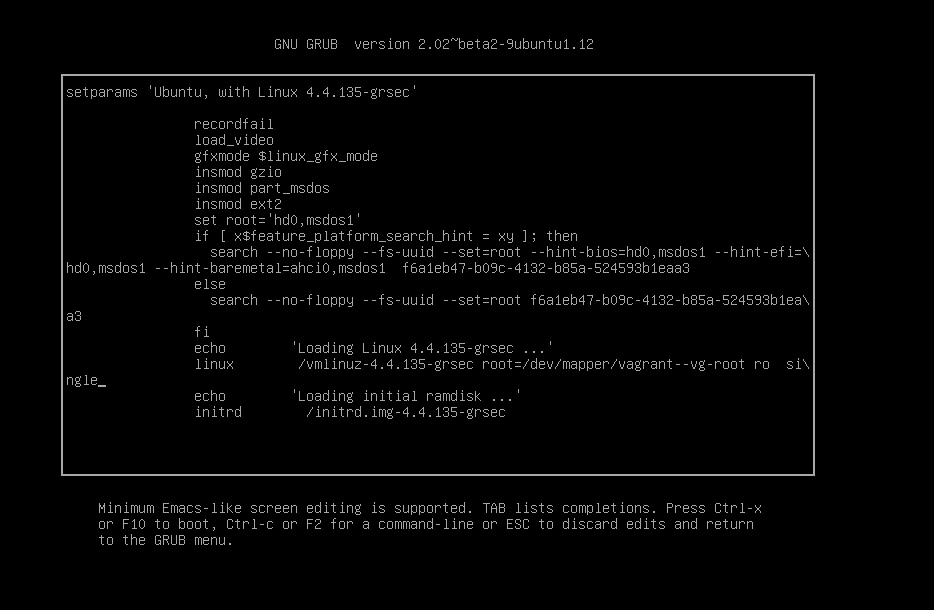 GNU GRUB  version 2.02~beta2-9ubuntu1.12
setparams 'Ubuntu, with Linux 4.4.135-grsec'
recordfail
load_video
gfxmode $linux_gfx_mode
insmod gzio
insmod part_msdos
insmod ext2
set root='hd0,msdos1'
if [ x$feature_platform_search_hint = xy ]; then
search --no-floppy --fs-uuid --set=root --hint-bios=hd0,msdos1 --hint-efi=\
hd0,msdos1 --hint-baremetal=ahci0,msdos1  f6a1eb47-b09c-4132-b85a-524593b1eaa3
else
search --no-floppy --fs-uuid --set=root f6a1eb47-b09c-4132-b85a-524593b1ea\
a3
fi
echo        'Loading Linux 4.4.135-grsec ...'
linux        /vmlinuz-4.4.135-grsec root=/dev/mapper/vagrant--vg-root ro  si\
ngle_
echo        'Loading initial ramdisk ...'
initrd        /initrd.img-4.4.135-grsec
Minimum Emacs-like screen editing is supported. TAB lists completions. Press Ctrl-x
or F10 to boot, Ctrl-c or F2 for a command-line or ESC to discard edits and return
to the GRUB menu.